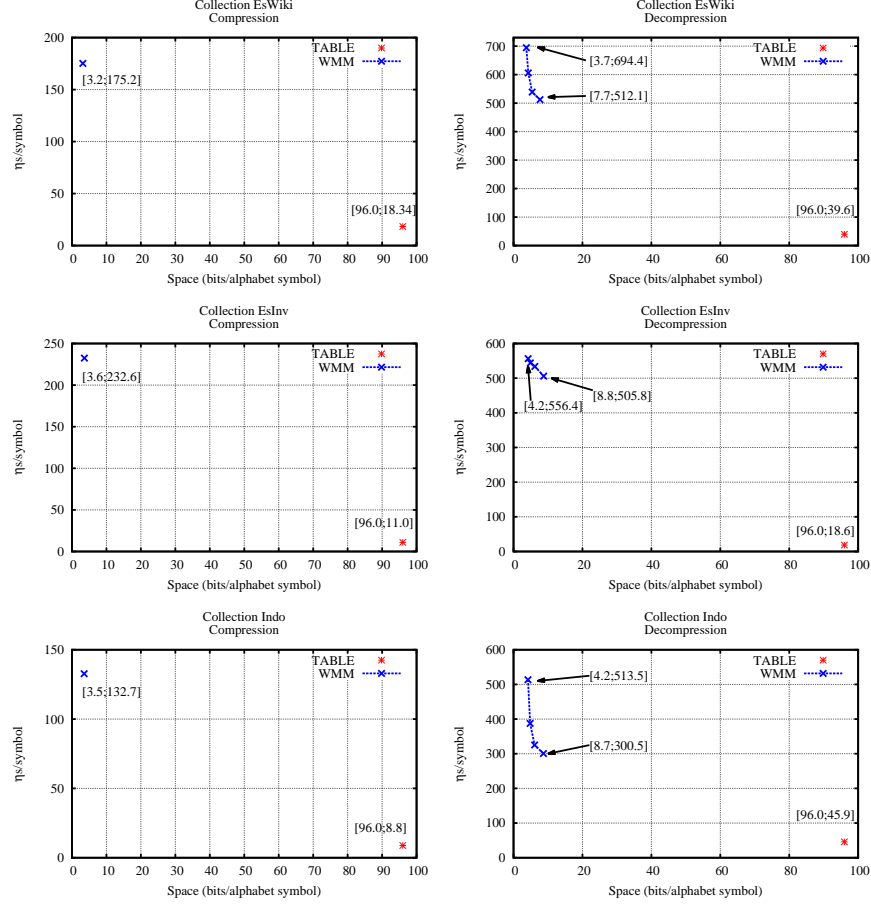 Collection EsWiki
Compression
TABLE
WMM
[3.2;175.2]
[96.0;18.34]
ηs/symbol
200
150
100
50
0
0 10 20 30 40 50 60 70 80 90 100
Space (bits/alphabet symbol)
Collection EsWiki
Decompression
TABLE
WMM
[3.7;694.4]
[7.7;512.1]
[96.0;39.6]
ηs/symbol
700
600
500
400
300
200
100
0
0 20 40 60 80 100
Space (bits/alphabet symbol)
Collection EsInv
Compression
TABLE
WMM
[3.6;232.6]
[96.0;11.0]
ηs/symbol
250
200
150
100
50
0
0 10 20 30 40 50 60 70 80 90 100
Space (bits/alphabet symbol)
Collection EsInv
Decompression
TABLE
WMM
[8.8;505.8]
[4.2;556.4]
[96.0;18.6]
ηs/symbol
600
500
400
300
200
100
0
0 20 40 60 80 100
Space (bits/alphabet symbol)
Collection Indo
Compression
TABLE
WMM
[3.5;132.7]
[96.0;8.8]
ηs/symbol
150
100
50
0
0 10 20 30 40 50 60 70 80 90 100
Space (bits/alphabet symbol)
Collection Indo
Decompression
TABLE
WMM
[4.2;513.5]
[8.7;300.5]
[96.0;45.9]
ηs/symbol
600
500
400
300
200
100
0
0 20 40 60 80 100
Space (bits/alphabet symbol)